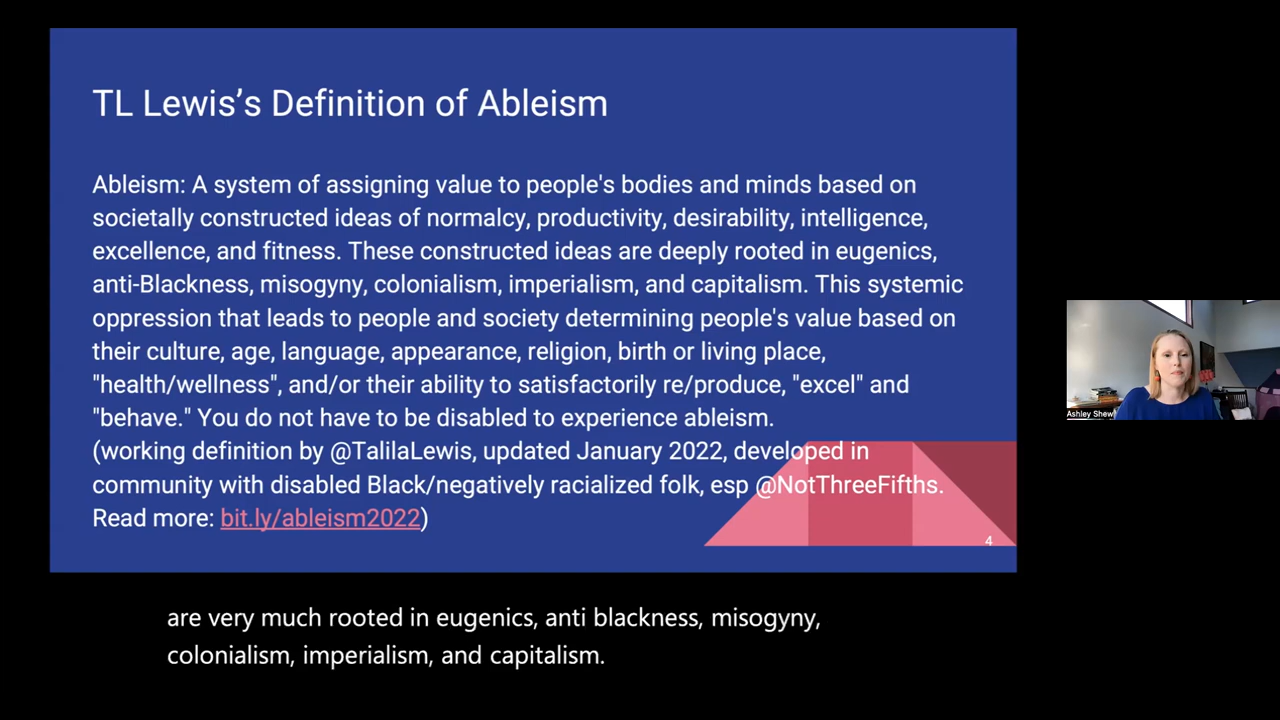 TL Lewis’s Definition of Ableism
Ableism: A system of assigning value to people's bodies and minds based on
societally constructed ideas of normalcy, productivity, desirability, intelligence,
excellence, and fitness. These constructed ideas are deeply rooted in eugenics,
anti-Blackness, misogyny, colonialism, imperialism, and capitalism. This systemic
oppression that leads to people and society determining people's value based on
their culture, age, language, appearance, religion, birth or living place,
"health/wellness", and/or their ability to satisfactorily re/produce, "excel" and
"behave." You do not have to be disabled to experience ableism.
(working definition by @TalilaLewis, updated January 2022, developed in
community with disabled Black/negatively racialized folk, esp @NotThreeFifths.
Read more: bit.ly/ableism2022)
4
Ashley Shew
are very much rooted in eugenics, anti blackness, misogyny,
colonialism, imperialism, and capitalism.